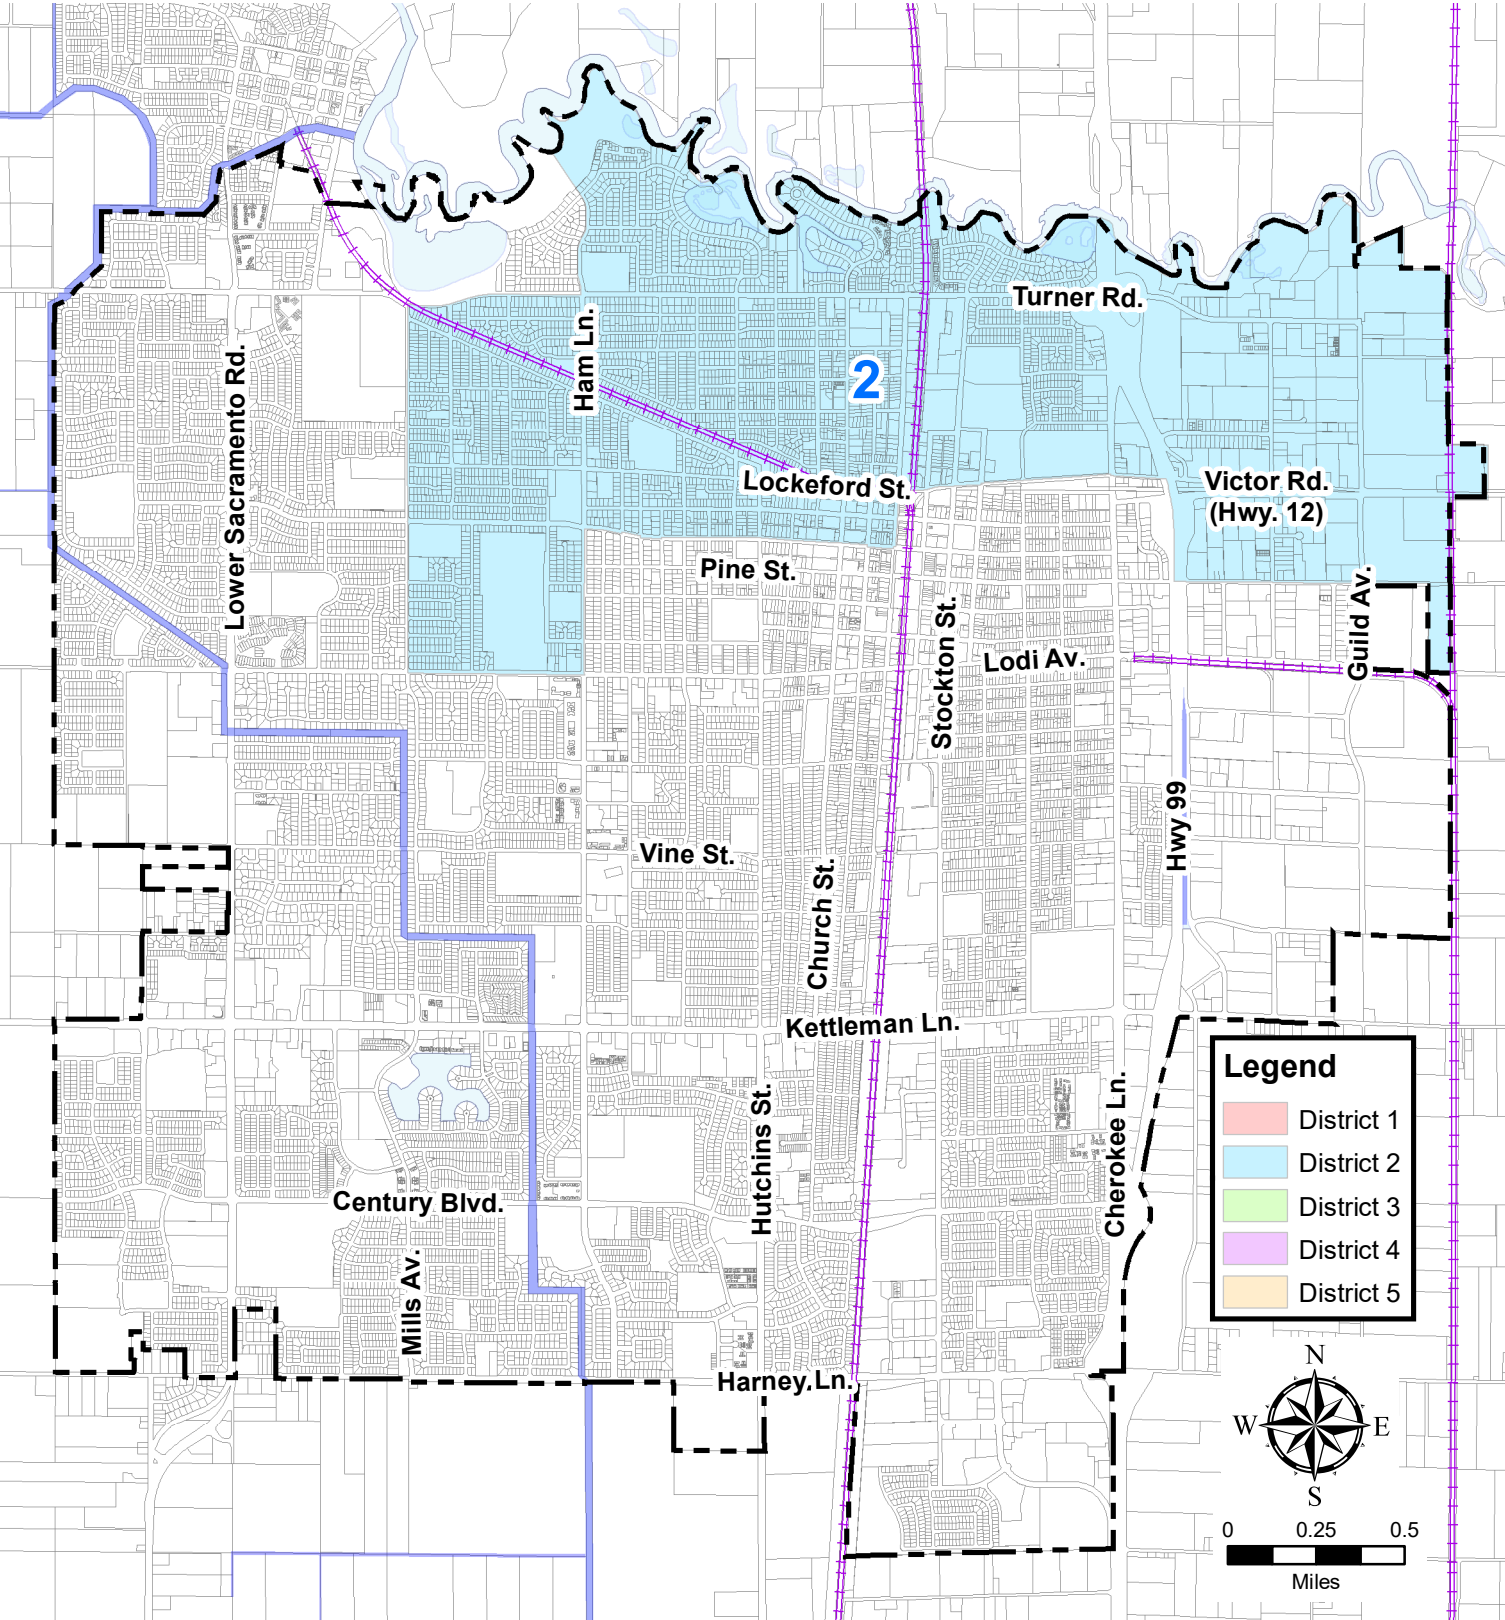 Turner Rd.
Ham Ln.
Lower Sacramento Rd.
2
Lockeford St.
Victor Rd.
(Hwy. 12)
Pine St.
Guild Av.
Stockton St.
Lodi Av.
Hwy 99
Vine St.
Church St.
Kettleman Ln.
Hutchins St.
Cherokee Ln.
Century Blvd.
Mills Av.
Harney Ln.
Legend
District 1
District 2
District 3
District 4
District 5
N
W
E
S
0 0.25 0.5
Miles